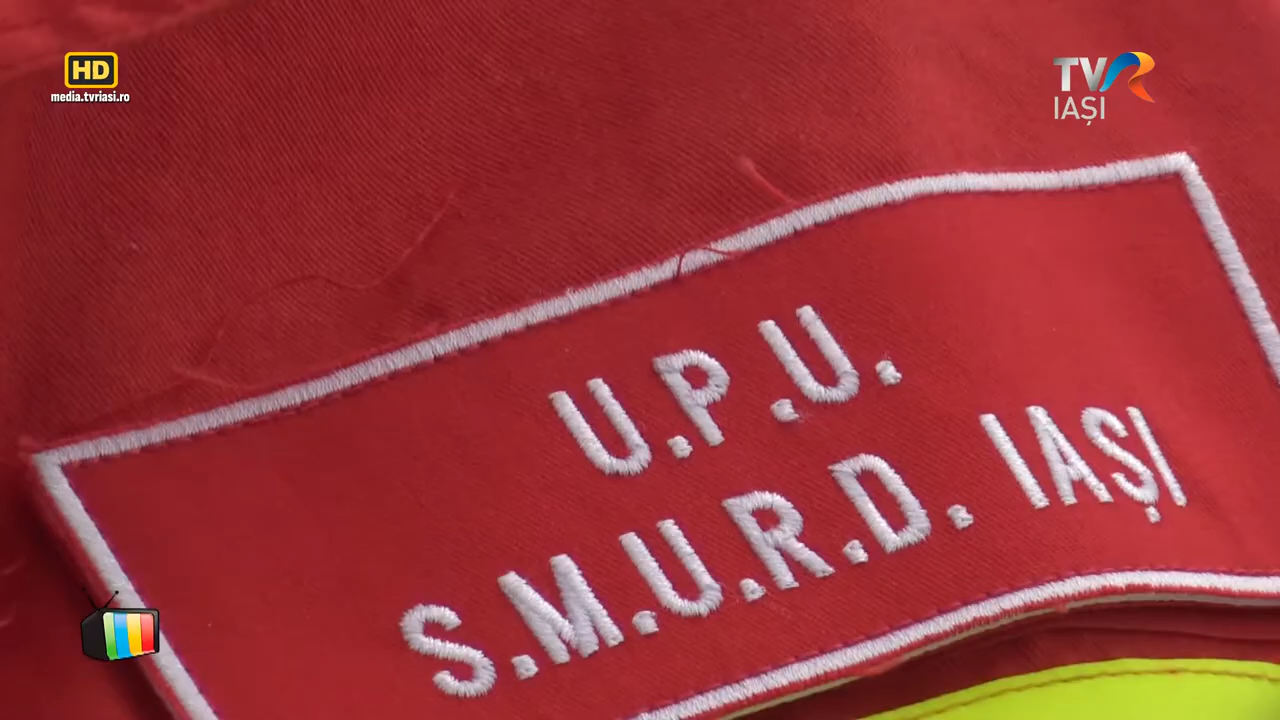 HD
media.tvriasi.ro
TVR
IAȘI
U.P.U.
S.M.U.R.D. IAȘI